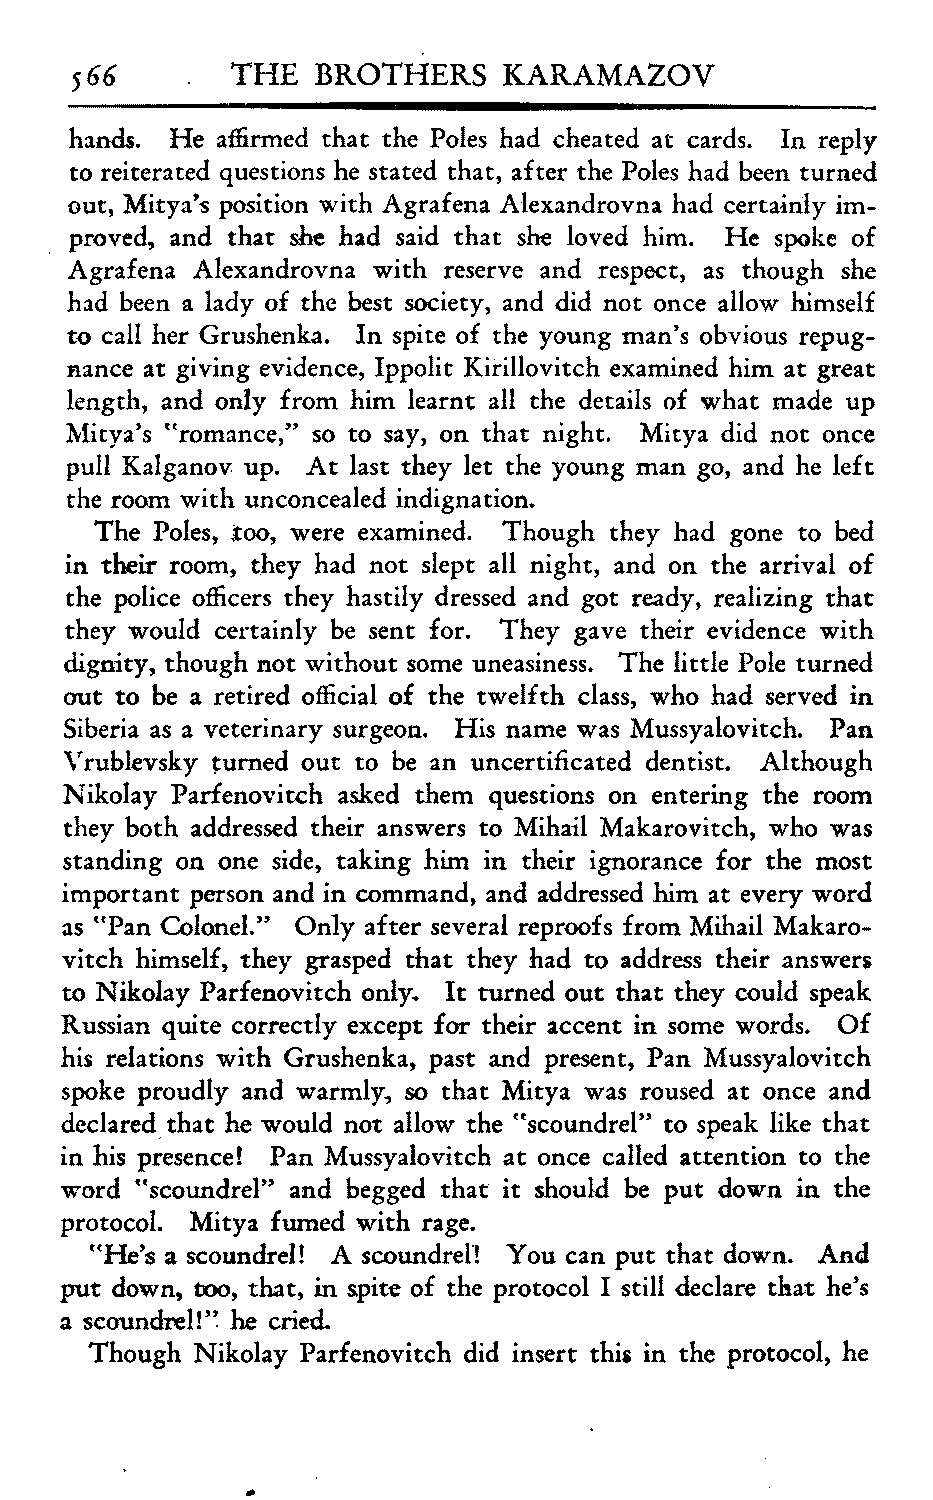 566 THE BROTHERS KARAMAZOV
hands. He affirmed that the Poles had cheated at cards. In reply
to reiterated questions he stated that, after the Poles had been turned
out, Mitya's position with Agrafena Alexandrovna had certainly im-
proved, and that she had said that she loved him. He spoke of
Agrafena Alexandrovna with reserve and respect, as though she
had been a lady of the best society, and did not once allow himself
to call her Grushenka. In spite of the young man's obvious repug-
nance at giving evidence, Ippolit Kirillovitch examined him at great
length, and only from him learnt all the details of what made up
Mitya's "romance," so to say, on that night. Mitya did not once
pull Kalganov up. At last they let the young man go, and he left
the room with unconcealed indignation.
The Poles, too, were examined. Though they had gone to bed
in their room, they had not slept all night, and on the arrival of
the police officers they hastily dressed and got ready, realizing that
they would certainly be sent for. They gave their evidence with
dignity, though not without some uneasiness. The little Pole turned
out to be a retired official of the twelfth class, who had served in
Siberia as a veterinary surgeon. His name was Mussyalovitch. Pan
Vrublevsky turned out to be an uncertificated dentist. Although
Nikolay Parfenovitch asked them questions on entering the room
they both addressed their answers to Mihail Makarovitch, who was
standing on one side, taking him in their ignorance for the most
important person and in command, and addressed him at every word
as "Pan Colonel." Only after several reproofs from Mihail Makaro-
vitch himself, they grasped that they had to address their answers
to Nikolay Parfenovitch only. It turned out that they could speak
Russian quite correctly except for their accent in some words. Of
his relations with Grushenka, past and present, Pan Mussyalovitch
spoke proudly and warmly, so that Mitya was roused at once and
declared that he would not allow the "scoundrel" to speak like that
in his presence! Pan Mussyalovitch at once called attention to the
word "scoundrel" and begged that it should be put down in the
protocol. Mitya fumed with rage.
"He's a scoundrel! A scoundrel! You can put that down. And
put down, too, that, in spite of the protocol I still declare that he's
a scoundrel!" he cried.
Though Nikolay Parfenovitch did insert this in the protocol, he